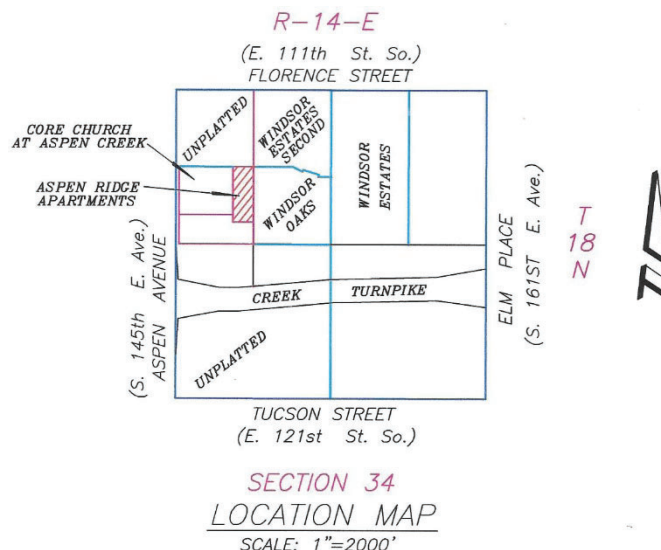 R-14-E
(E. 111th St. So.)
FLORENCE STREET
CORE CHURCH
AT ASPEN CREEK
UNPLATTED
WINDSOR
ESTATES
SECOND
ASPEN RIDGE
APARTMENTS
WINDSOR
OAKS
WINDSOR
ESTATES
(S. 145th E. Ave.)
ASPEN AVENUE
ELM PLACE
(S. 161ST E. Ave.)
T
18
N
CREEK TURNPIKE
UNPLATTED
TUCSON STREET
(E. 121st St. So.)
SECTION 34
LOCATION MAP
SCALE: 1"=2000'